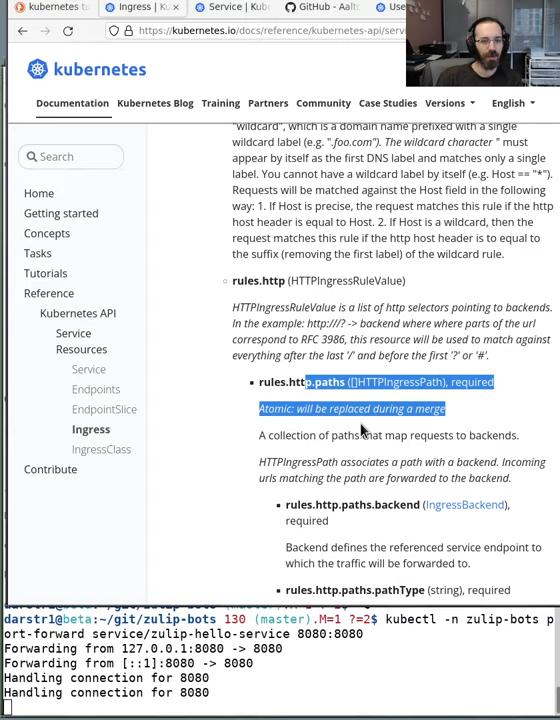 kubernetes tu
Ingress | Ku
Service | Kub
GitHub - Aalt
Use
https://kubernetes.io/docs/reference/kubernetes-api/servi
kubernetes
Documentation Kubernetes Blog Training Partners Community Case Studies Versions English
Search
Home
Getting started
Concepts
Tasks
Tutorials
Reference
Kubernetes API
Service
Resources
Service
Endpoints
EndpointSlice
Ingress
IngressClass
Contribute
"wildcard", which is a domain name prefixed with a single
wildcard label (e.g. ".foo.com"). The wildcard character '' must
appear by itself as the first DNS label and matches only a single
label. You cannot have a wildcard label by itself (e.g. Host == "*").
Requests will be matched against the Host field in the following
way: 1. If Host is precise, the request matches this rule if the http
host header is equal to Host. 2. If Host is a wildcard, then the
request matches this rule if the http host header is to equal to
the suffix (removing the first label) of the wildcard rule.
rules.http (HTTPIngressRuleValue)
HTTPIngressRuleValue is a list of http selectors pointing to backends.
In the example: http:///? -> backend where where parts of the url
correspond to RFC 3986, this resource will be used to match against
everything after the last '/' and before the first '?' or '#'.
rules.http.paths ([]HTTPIngressPath), required
Atomic: will be replaced during a merge
A collection of paths that map requests to backends.
HTTPIngressPath associates a path with a backend. Incoming
urls matching the path are forwarded to the backend.
rules.http.paths.backend (IngressBackend),
required
Backend defines the referenced service endpoint to
which the traffic will be forwarded to.
rules.http.paths.pathType (string), required
darstr1@beta:~/git/zulip-bots 130 (master).M=1 ?=2$ kubectl -n zulip-bots p
ort-forward service/zulip-hello-service 8080:8080
Forwarding from 127.0.0.1:8080 -> 8080
Forwarding from [::1]:8080 -> 8080
Handling connection for 8080
Handling connection for 8080